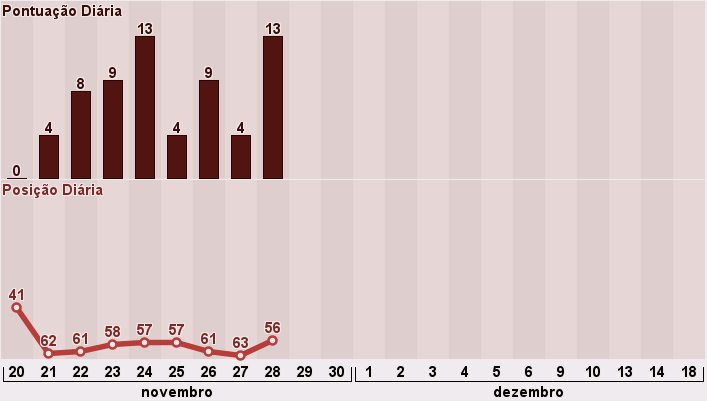 Pontuação Diária
0 4 8 9 13 4 9 4 13
Posição Diária
41 62 61 58 57 57 61 63 56
20 21 22 23 24 25 26 27 28 29 30 1 2 3 4 5 6 9 10 13 14 18
novembro dezembro